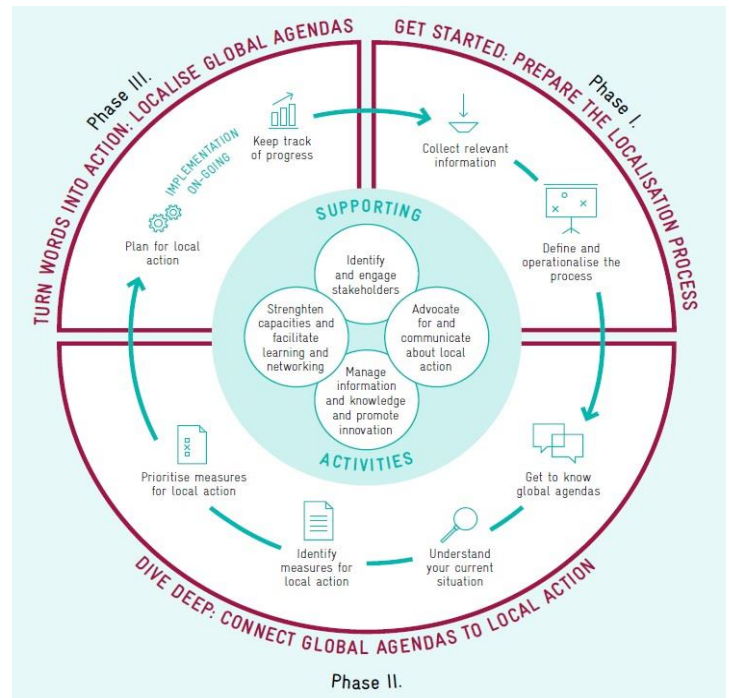 Phase I.
GET STARTED: PREPARE THE LOCALISATION PROCESS
Collect relevant
information
Define and
operationalise the
process
Phase II.
DIVE DEEP: CONNECT GLOBAL AGENDAS TO LOCAL ACTION
Get to know
global agendas
Understand
your current
situation
Identify
measures for
local action
Prioritise measures
for local action
Phase III.
TURN WORDS INTO ACTION: LOCALISE GLOBAL AGENDAS
Plan for local
action
IMPLEMENTATION
ON-GOING
Keep track
of progress
SUPPORTING
Identify
and engage
stakeholders
Strenghten
capacities and
facilitate
learning and
networking
Advocate
for and
communicate
about local
action
Manage
information
and knowledge
and promote
innovation
ACTIVITIES